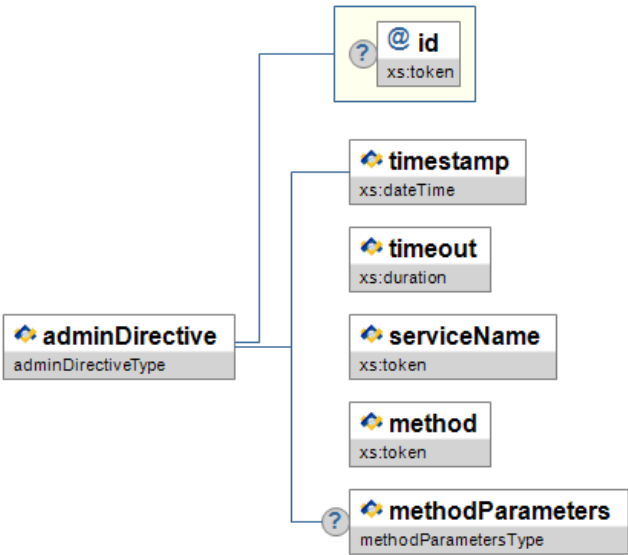 ? @ id
xs:token
timestamp
xs:dateTime
timeout
xs:duration
adminDirective
adminDirectiveType
serviceName
xs:token
method
xs:token
? methodParameters
methodParametersType